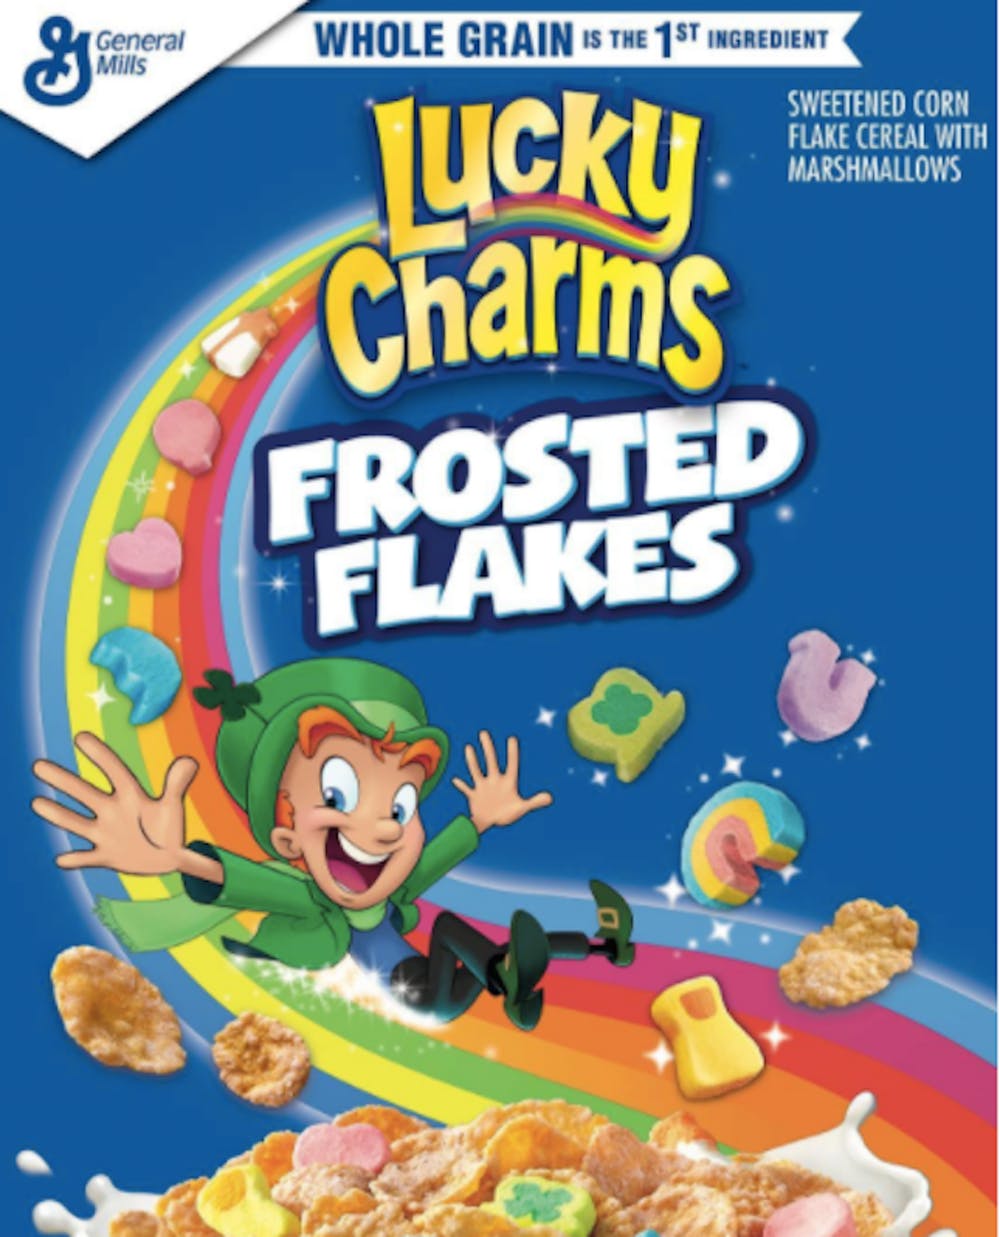 General
Mills
WHOLE GRAIN IS THE 1ST INGREDIENT
SWEETENED CORN
FLAKE CEREAL WITH
MARSHMALLOWS
Lucky
Charms
FROSTED
FLAKES